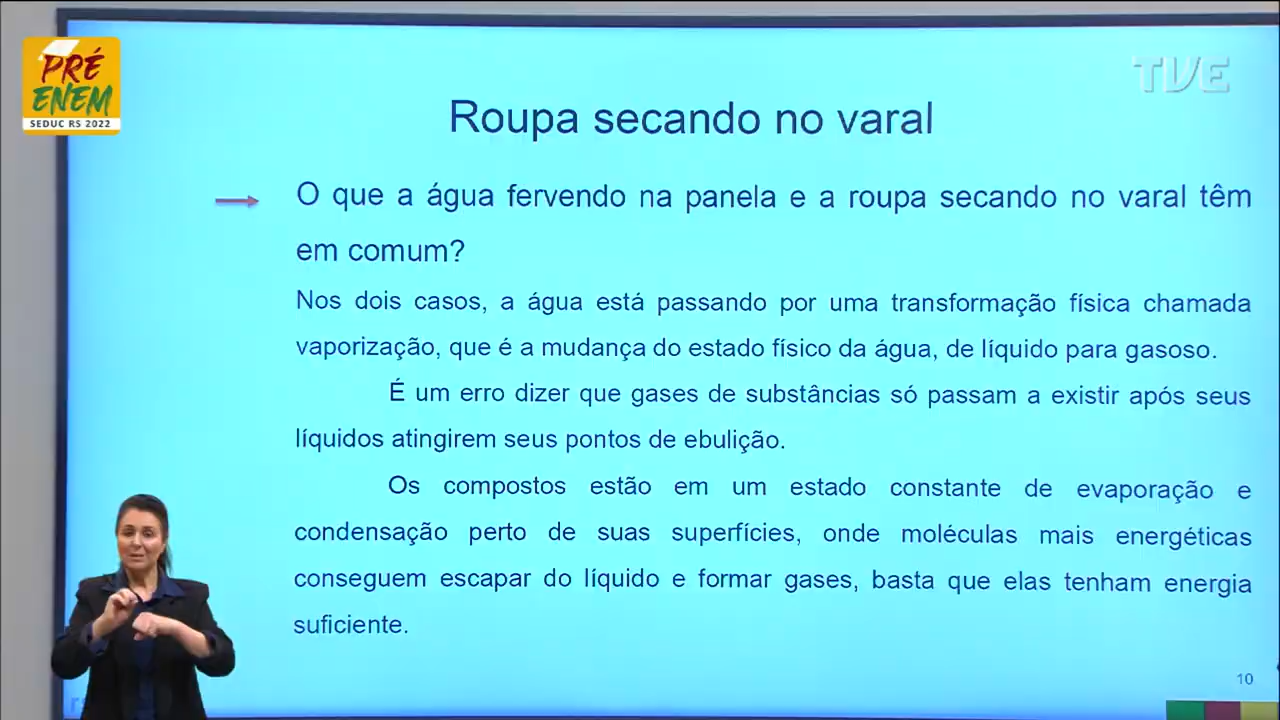 PRÉ
ENEM
SEDUC RS 2022
TVE
Roupa secando no varal
O que a água fervendo na panela e a roupa secando no varal têm
em comum?
Nos dois casos, a água está passando por uma transformação física chamada
vaporização, que é a mudança do estado físico da água, de líquido para gasoso.
É um erro dizer que gases de substâncias só passam a existir após seus
líquidos atingirem seus pontos de ebulição.
Os compostos estão em um estado constante de evaporação e
condensação perto de suas superfícies, onde moléculas mais energéticas
conseguem escapar do líquido e formar gases, basta que elas tenham energia
suficiente.
10